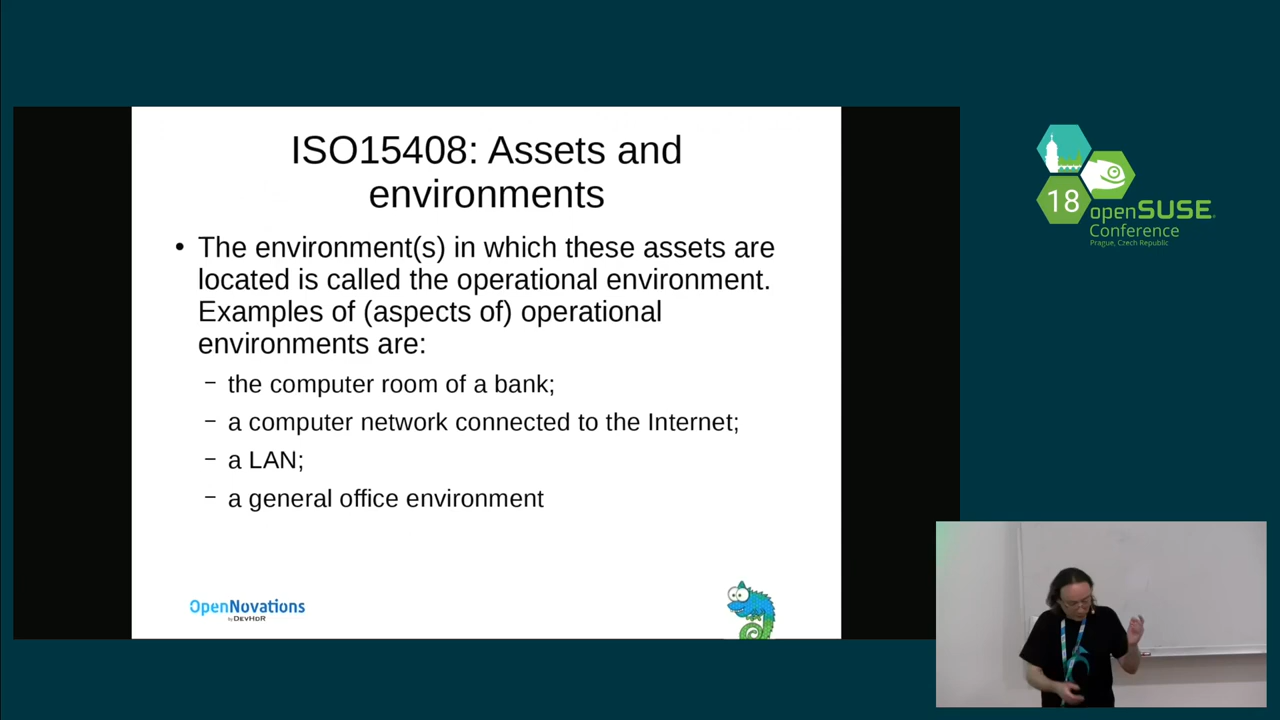 ISO15408: Assets and
environments
• The environment(s) in which these assets are
located is called the operational environment.
Examples of (aspects of) operational
environments are:
– the computer room of a bank;
– a computer network connected to the Internet;
– a LAN;
– a general office environment
OpenNovations
by DEVHDR
18
openSUSE
Conference
Prague, Czech Republic